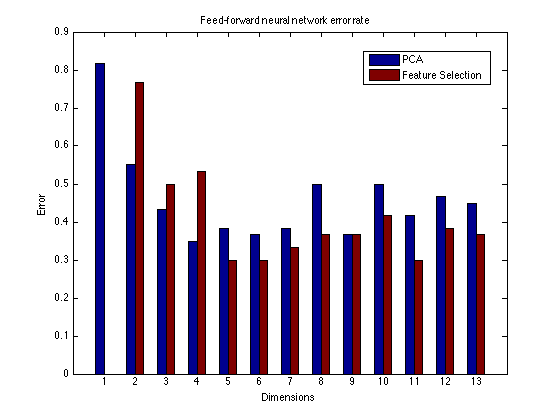 Feed-forward neural network error rate
0.9
0.8
0.7
0.6
0.5
0.4
0.3
0.2
0.1
0
Error
PCA
Feature Selection
1 2 3 4 5 6 7 8 9 10 11 12 13
Dimensions